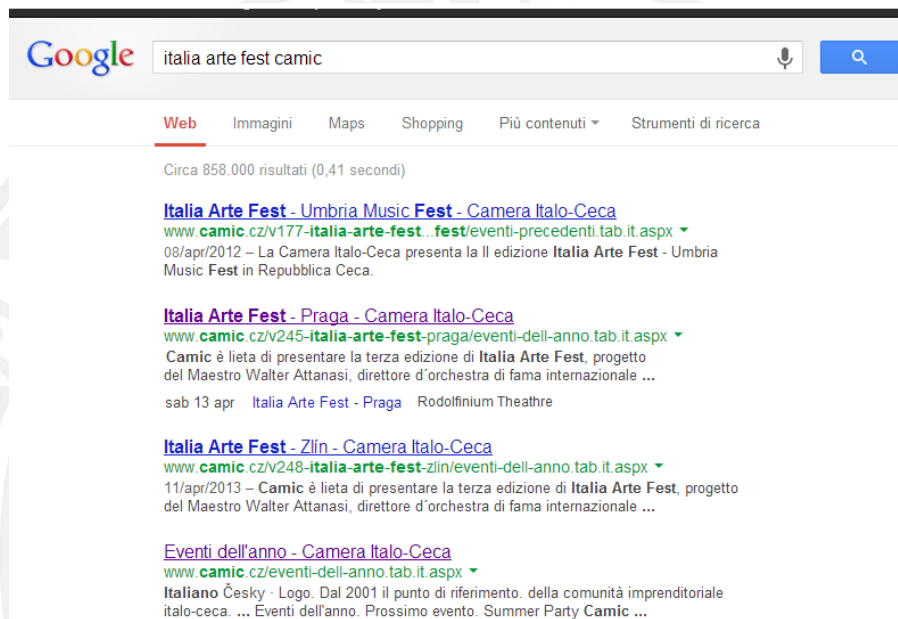 Google
italia arte fest camic
Web Immagini Maps Shopping Più contenuti Strumenti di ricerca
Circa 858.000 risultati (0,41 secondi)
Italia Arte Fest - Umbria Music Fest - Camera Italo-Ceca
www.camic.cz/v177-italia-arte-fest...fest/eventi-precedenti.tab.it.aspx
08/apr/2012 – La Camera Italo-Ceca presenta la II edizione Italia Arte Fest - Umbria
Music Fest in Repubblica Ceca.
Italia Arte Fest - Praga - Camera Italo-Ceca
www.camic.cz/v245-italia-arte-fest-praga/eventi-dell-anno.tab.it.aspx
Camic è lieta di presentare la terza edizione di Italia Arte Fest, progetto
del Maestro Walter Attanasi, direttore d´orchestra di fama internazionale ...
sab 13 apr Italia Arte Fest - Praga Rodolfinium Theathre
Italia Arte Fest - Zlín - Camera Italo-Ceca
www.camic.cz/v248-italia-arte-fest-zlin/eventi-dell-anno.tab.it.aspx
11/apr/2013 – Camic è lieta di presentare la terza edizione di Italia Arte Fest, progetto
del Maestro Walter Attanasi, direttore d´orchestra di fama internazionale ...
Eventi dell'anno - Camera Italo-Ceca
www.camic.cz/eventi-dell-anno.tab.it.aspx
Italiano Česky · Logo. Dal 2001 il punto di riferimento. della comunità imprenditoriale
italo-ceca. ... Eventi dell'anno. Prossimo evento. Summer Party Camic ...